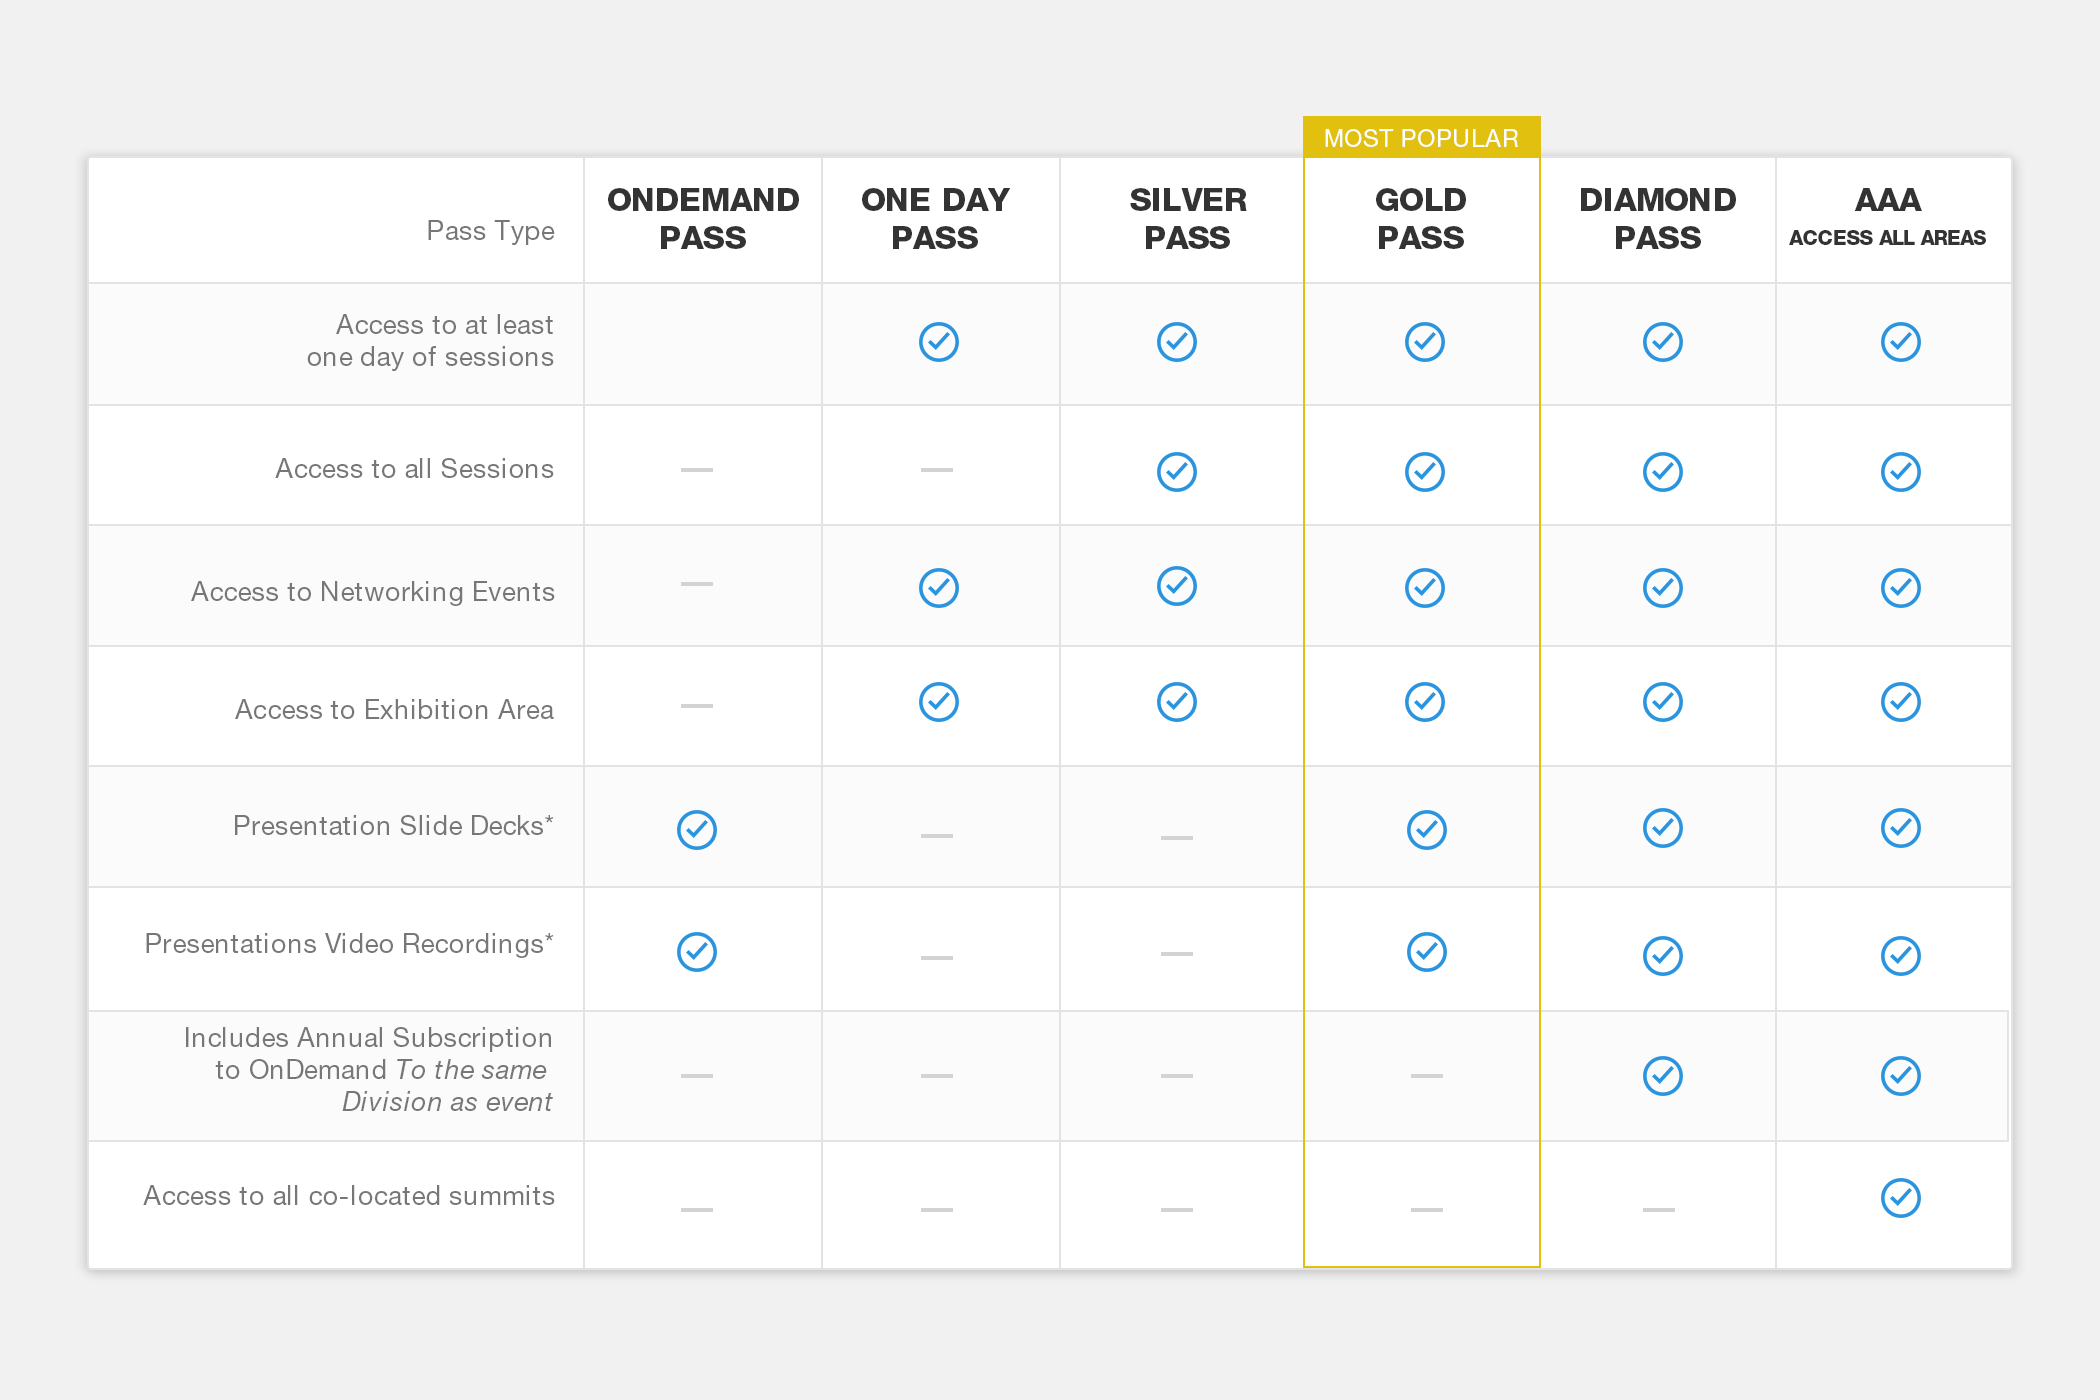 MOST POPULAR
Pass Type
ONDEMAND
PASS
ONE DAY
PASS
SILVER
PASS
GOLD
PASS
DIAMOND
PASS
AAA
ACCESS ALL AREAS
Access to at least
one day of sessions
Access to all Sessions
Access to Networking Events
Access to Exhibition Area
Presentation Slide Decks*
Presentations Video Recordings*
Includes Annual Subscription
to OnDemand To the same
Division as event
Access to all co-located summits